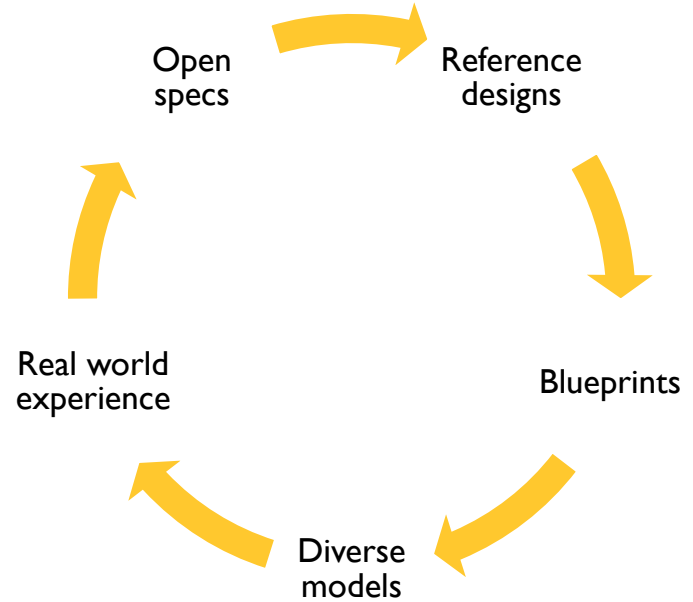 Open
specs
Reference
designs
Blueprints
Diverse
models
Real world
experience